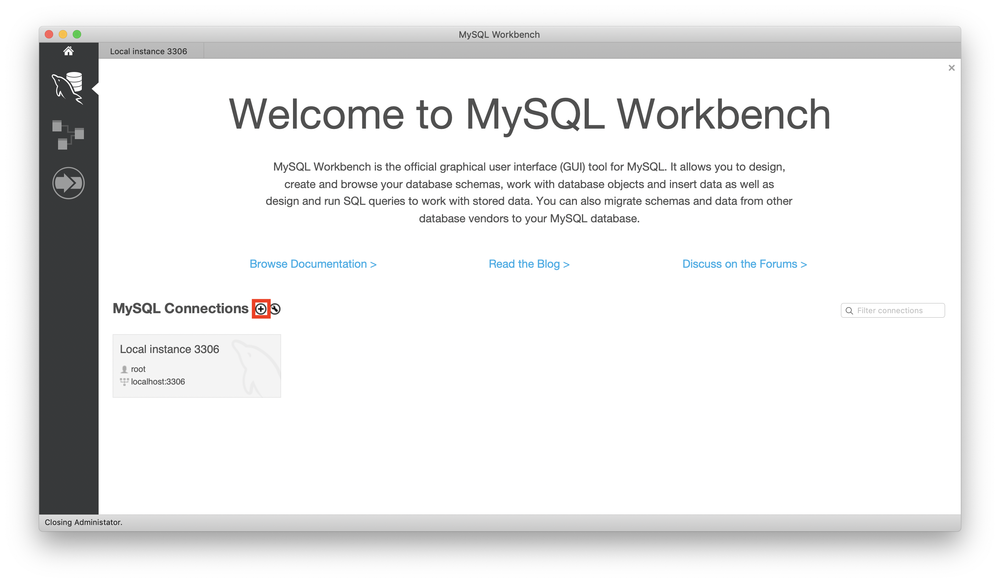 MySQL Workbench
Local instance 3306
Welcome to MySQL Workbench
MySQL Workbench is the official graphical user interface (GUI) tool for MySQL. It allows you to design,
create and browse your database schemas, work with database objects and insert data as well as
design and run SQL queries to work with stored data. You can also migrate schemas and data from other
database vendors to your MySQL database.
Browse Documentation >
Read the Blog >
Discuss on the Forums >
MySQL Connections
Filter connections
Local instance 3306
root
localhost:3306
Closing Administator.